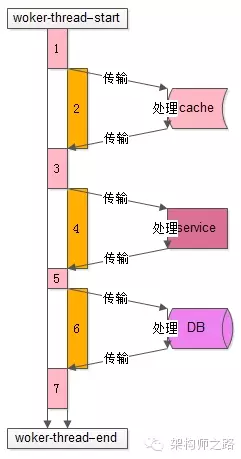 woker-thread-start
1
传输
2
处理
cache
传输
3
传输
4
处理
service
传输
5
传输
6
处理
DB
传输
7
woker-thread-end
架构师之路